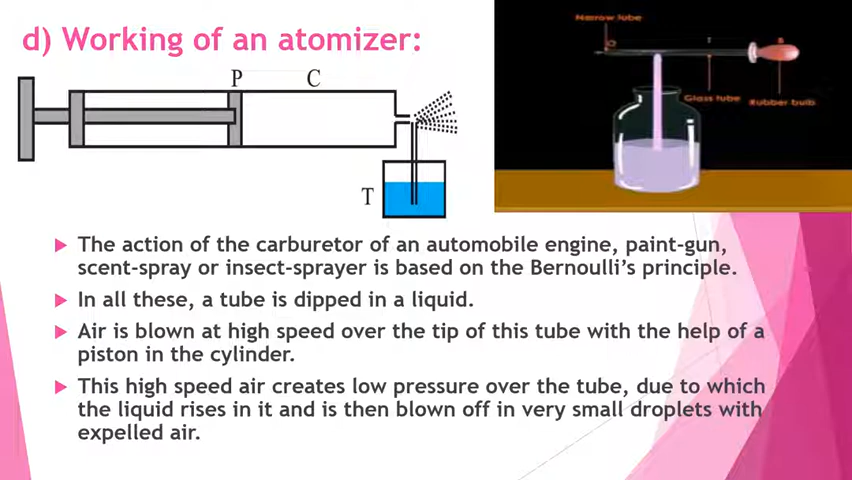 d) Working of an atomizer:
P C
T
Narrow tube
Glass tube Rubber bulb
The action of the carburetor of an automobile engine, paint-gun,
scent-spray or insect-sprayer is based on the Bernoulli’s principle.
In all these, a tube is dipped in a liquid.
Air is blown at high speed over the tip of this tube with the help of a
piston in the cylinder.
This high speed air creates low pressure over the tube, due to which
the liquid rises in it and is then blown off in very small droplets with
expelled air.